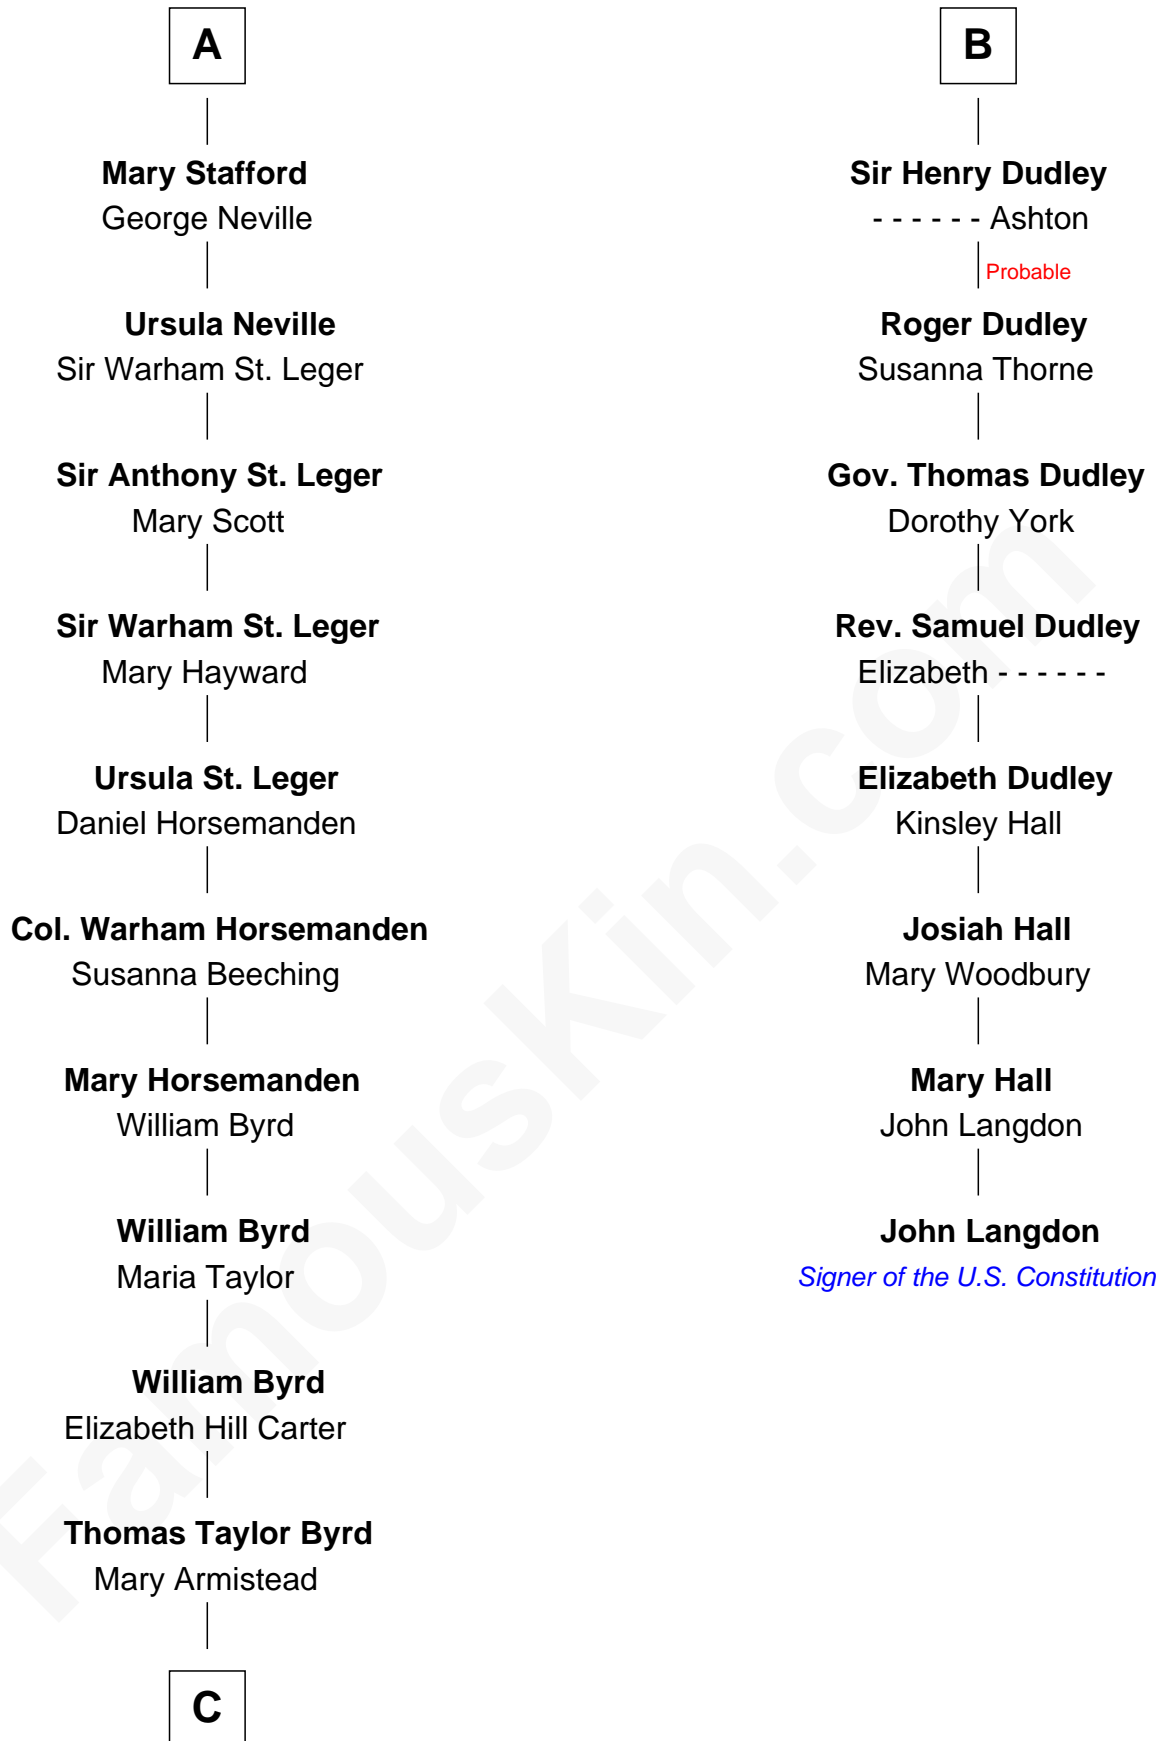 A
Mary Stafford
George Neville
Ursula Neville
Sir Warham St. Leger
Sir Anthony St. Leger
Mary Scott
Sir Warham St. Leger
Mary Hayward
Ursula St. Leger
Daniel Horsemanden
Col. Warham Horsemanden
Susanna Beeching
Mary Horsemanden
William Byrd
William Byrd
Maria Taylor
William Byrd
Elizabeth Hill Carter
Thomas Taylor Byrd
Mary Armistead
C
B
Sir Henry Dudley
- - - - - - Ashton
Probable
Roger Dudley
Susanna Thorne
Gov. Thomas Dudley
Dorothy York
Rev. Samuel Dudley
Elizabeth - - - - - -
Elizabeth Dudley
Kinsley Hall
Josiah Hall
Mary Woodbury
Mary Hall
John Langdon
John Langdon
Signer of the U.S. Constitution
FamousKin.com